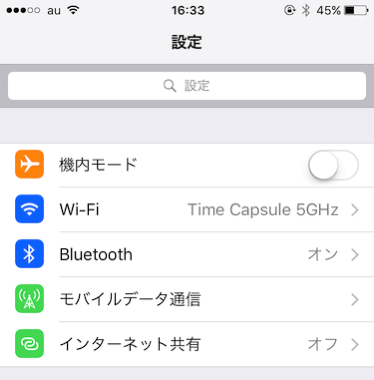 au 16:33 45%
設定
設定
機内モード
Wi-Fi Time Capsule 5GHz
Bluetooth オン
モバイルデータ通信
インターネット共有 オフ